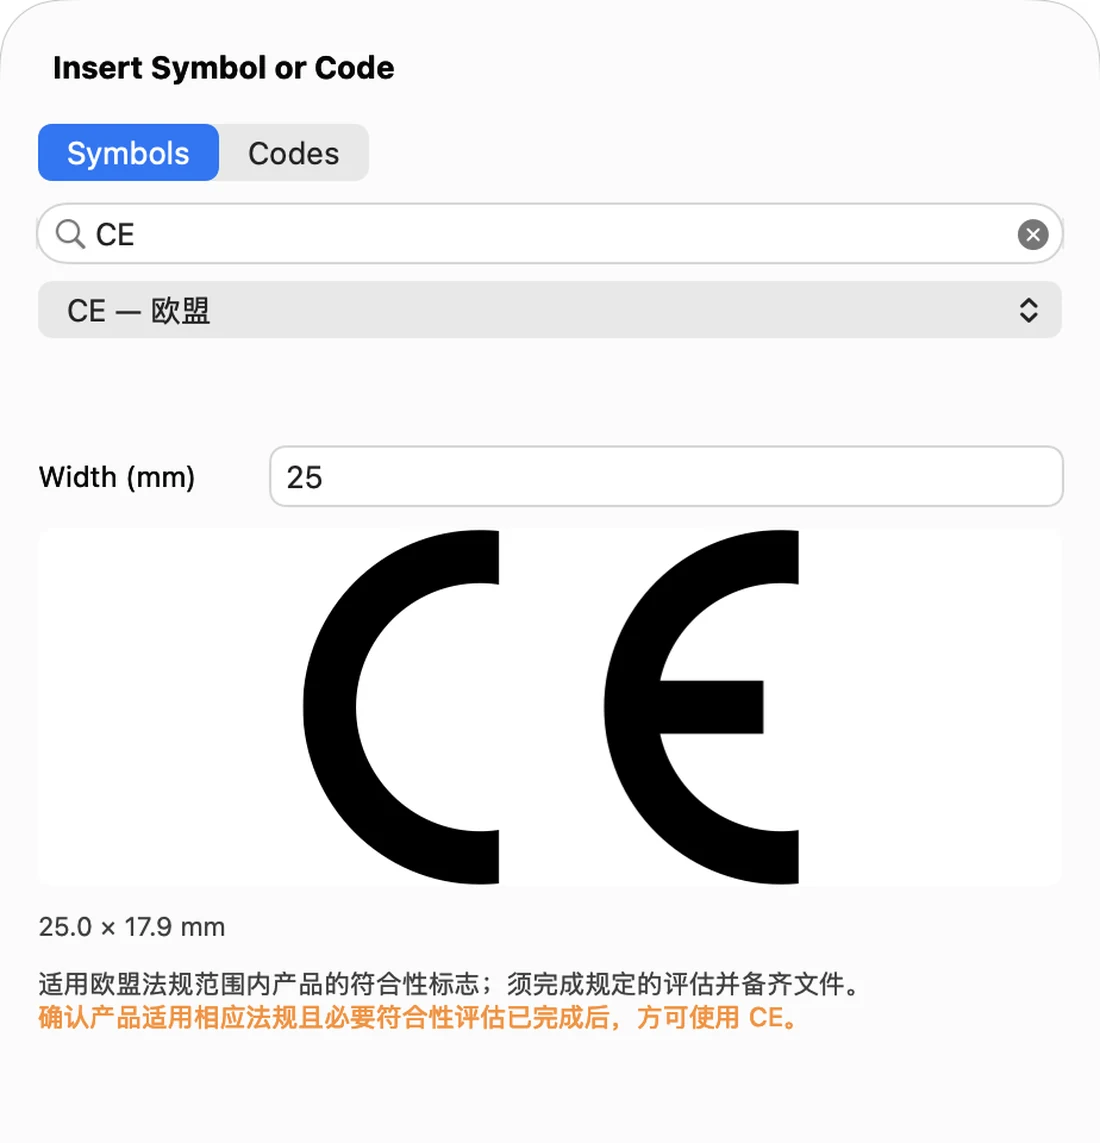 Insert Symbol or Code
Symbols Codes
CE
CE — 欧盟
Width (mm) 25
CE
25.0 × 17.9 mm
适用欧盟法规范围内产品的符合性标志；须完成规定的评估并备齐文件。
确认产品适用相应法规且必要符合性评估已完成后，方可使用 CE。